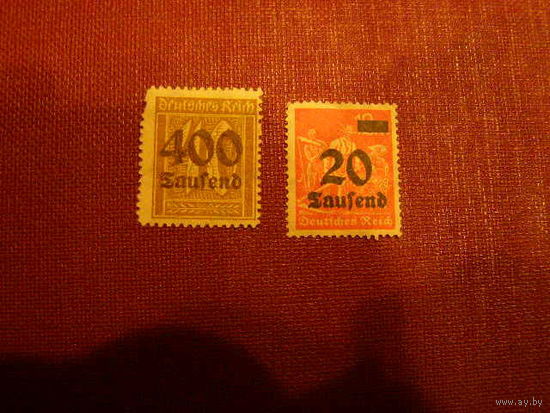 Deutsches Reich
400
Tausend
20
Tausend
Deutsches Reich
www.ay.by